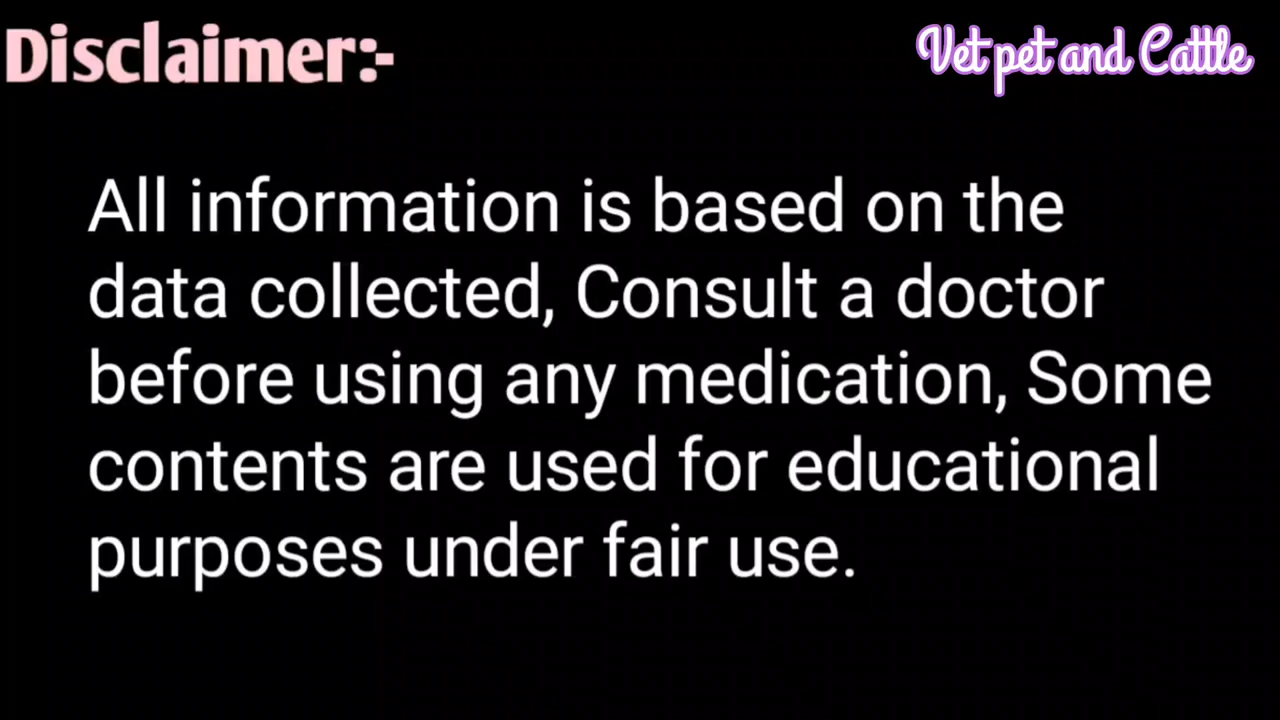 Disclaimer:-
Vet pet and Cattle
All information is based on the
data collected, Consult a doctor
before using any medication, Some
contents are used for educational
purposes under fair use.